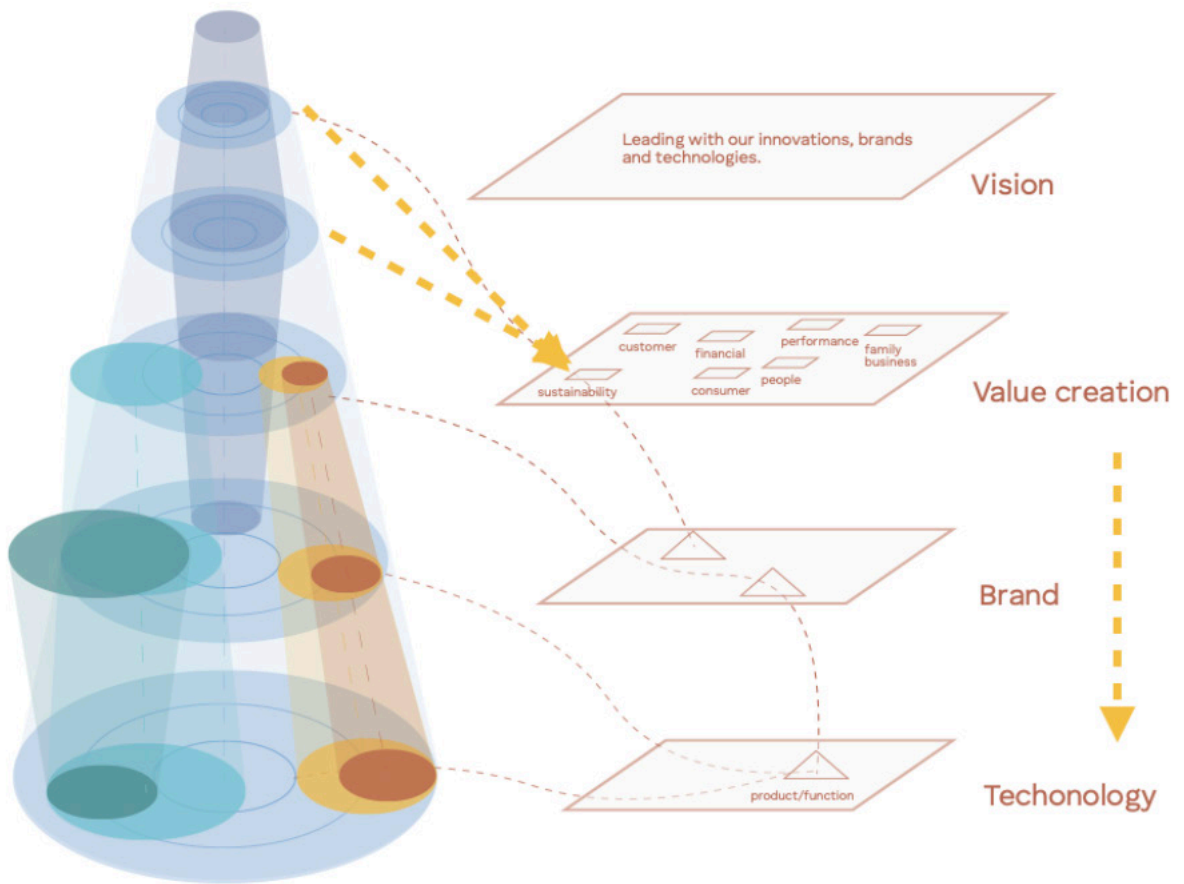 Leading with our innovations, brands
and technologies.
Vision
customer
financial
performance
family
business
sustainability
consumer
people
Value creation
Brand
product/function
Techonology